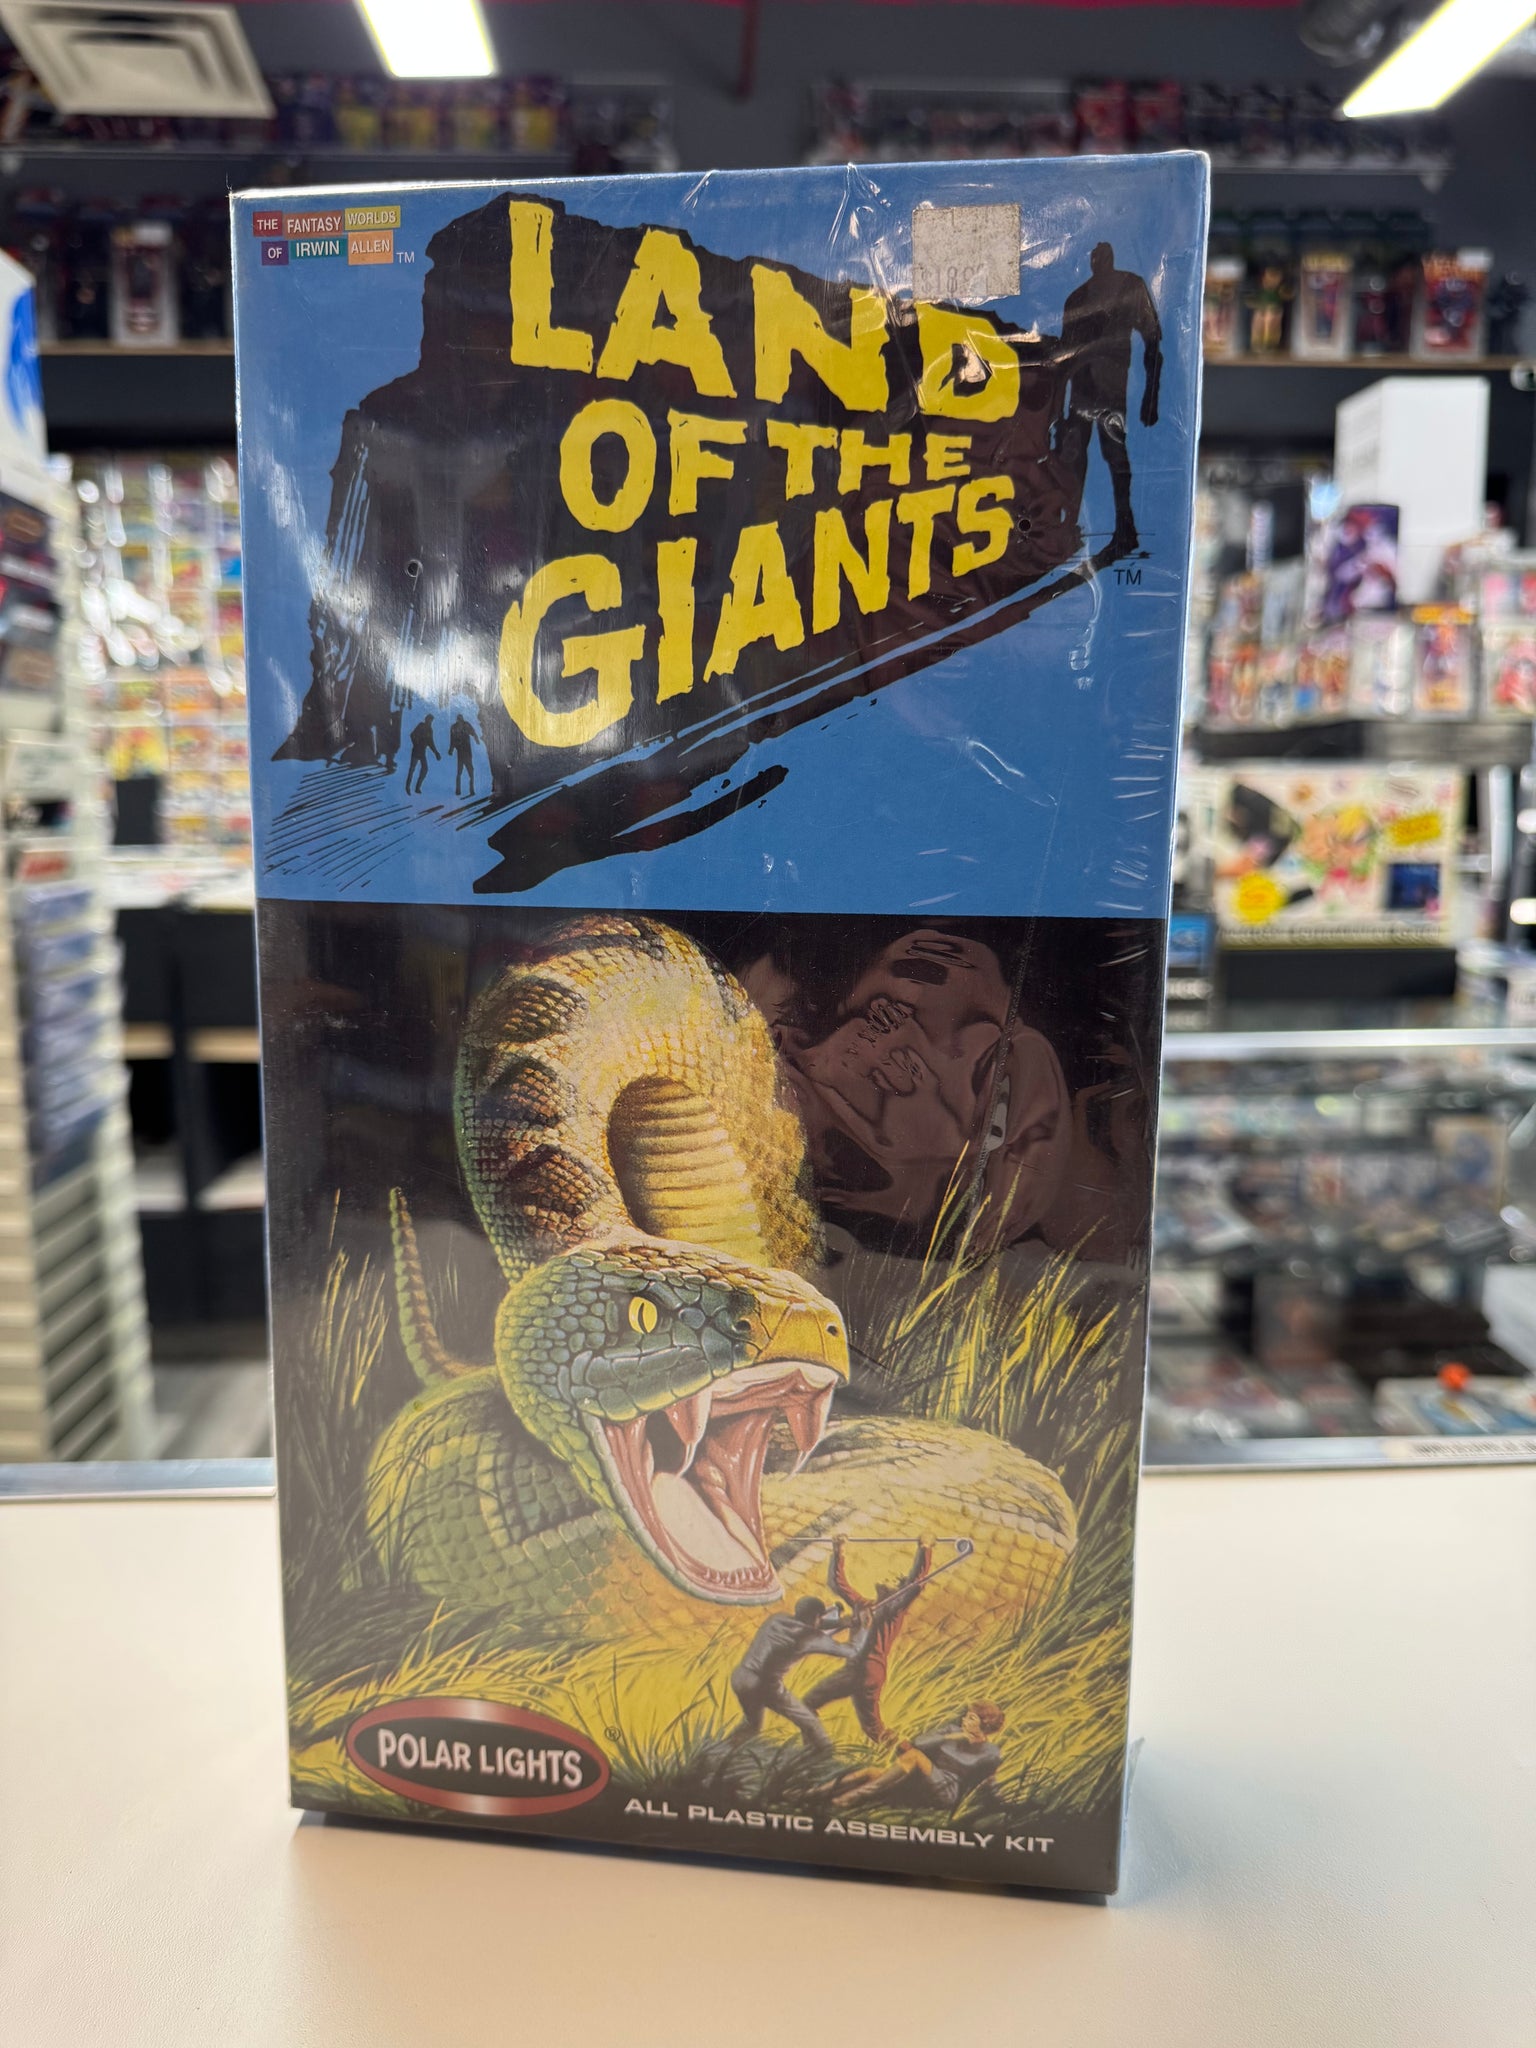 THE FANTASY WORLDS
OF IRWIN ALLEN TM
LAND
OF THE
GIANTS
TM
POLAR LIGHTS ®
ALL PLASTIC ASSEMBLY KIT